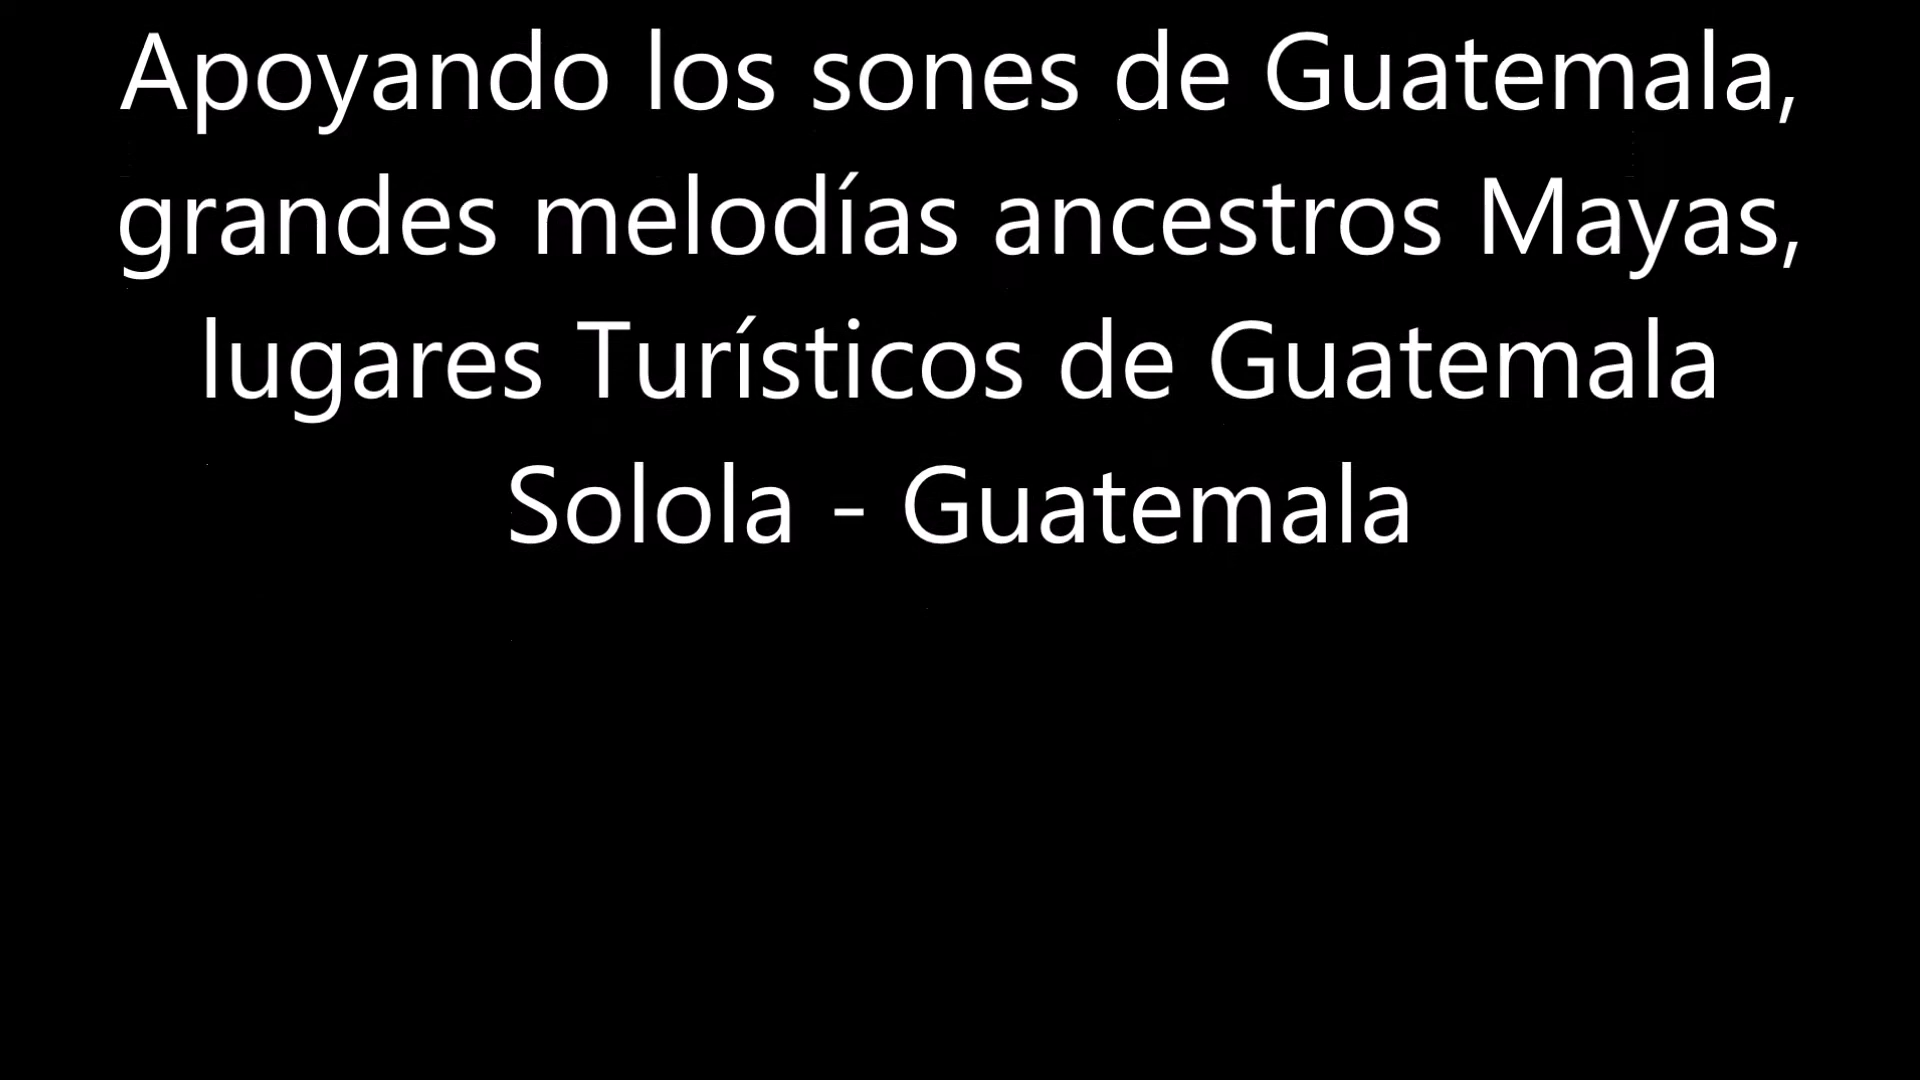 Apoyando los sones de Guatemala,
grandes melodías ancestros Mayas,
lugares Turísticos de Guatemala
Solola - Guatemala